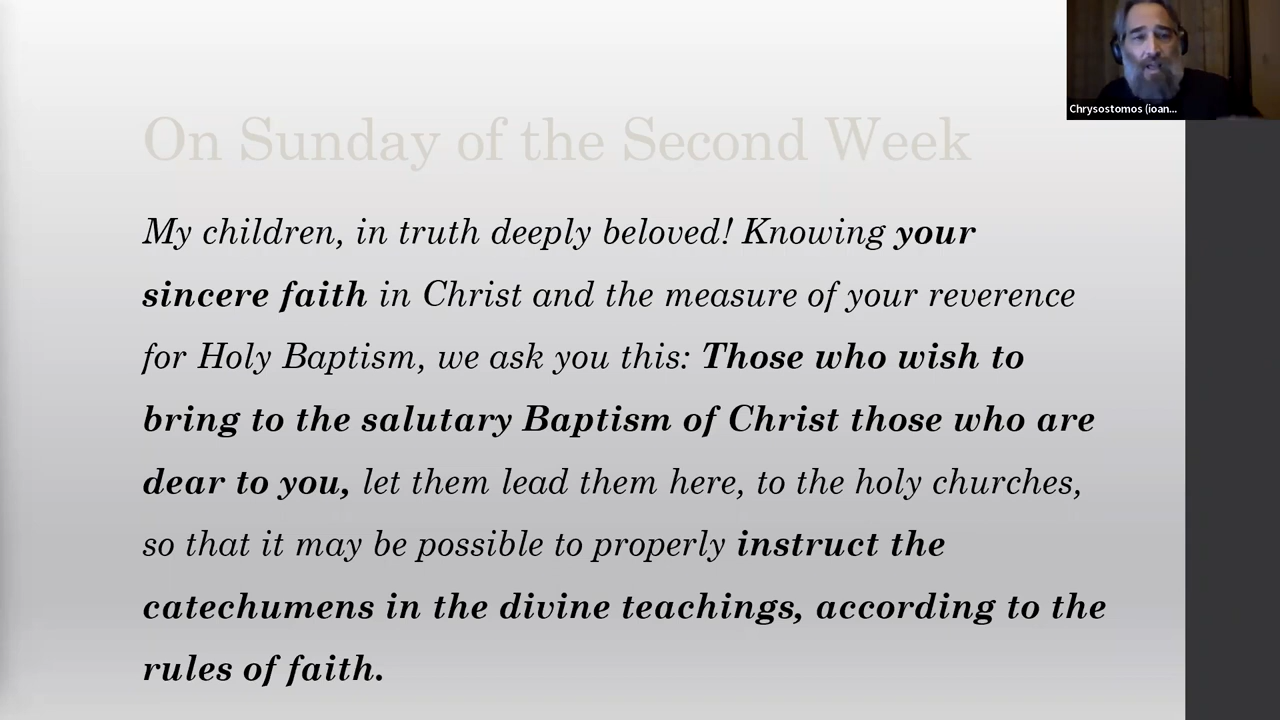 Chrysostomos (ioan...
On Sunday of the Second Week
My children, in truth deeply beloved! Knowing your
sincere faith in Christ and the measure of your reverence
for Holy Baptism, we ask you this: Those who wish to
bring to the salutary Baptism of Christ those who are
dear to you, let them lead them here, to the holy churches,
so that it may be possible to properly instruct the
catechumens in the divine teachings, according to the
rules of faith.